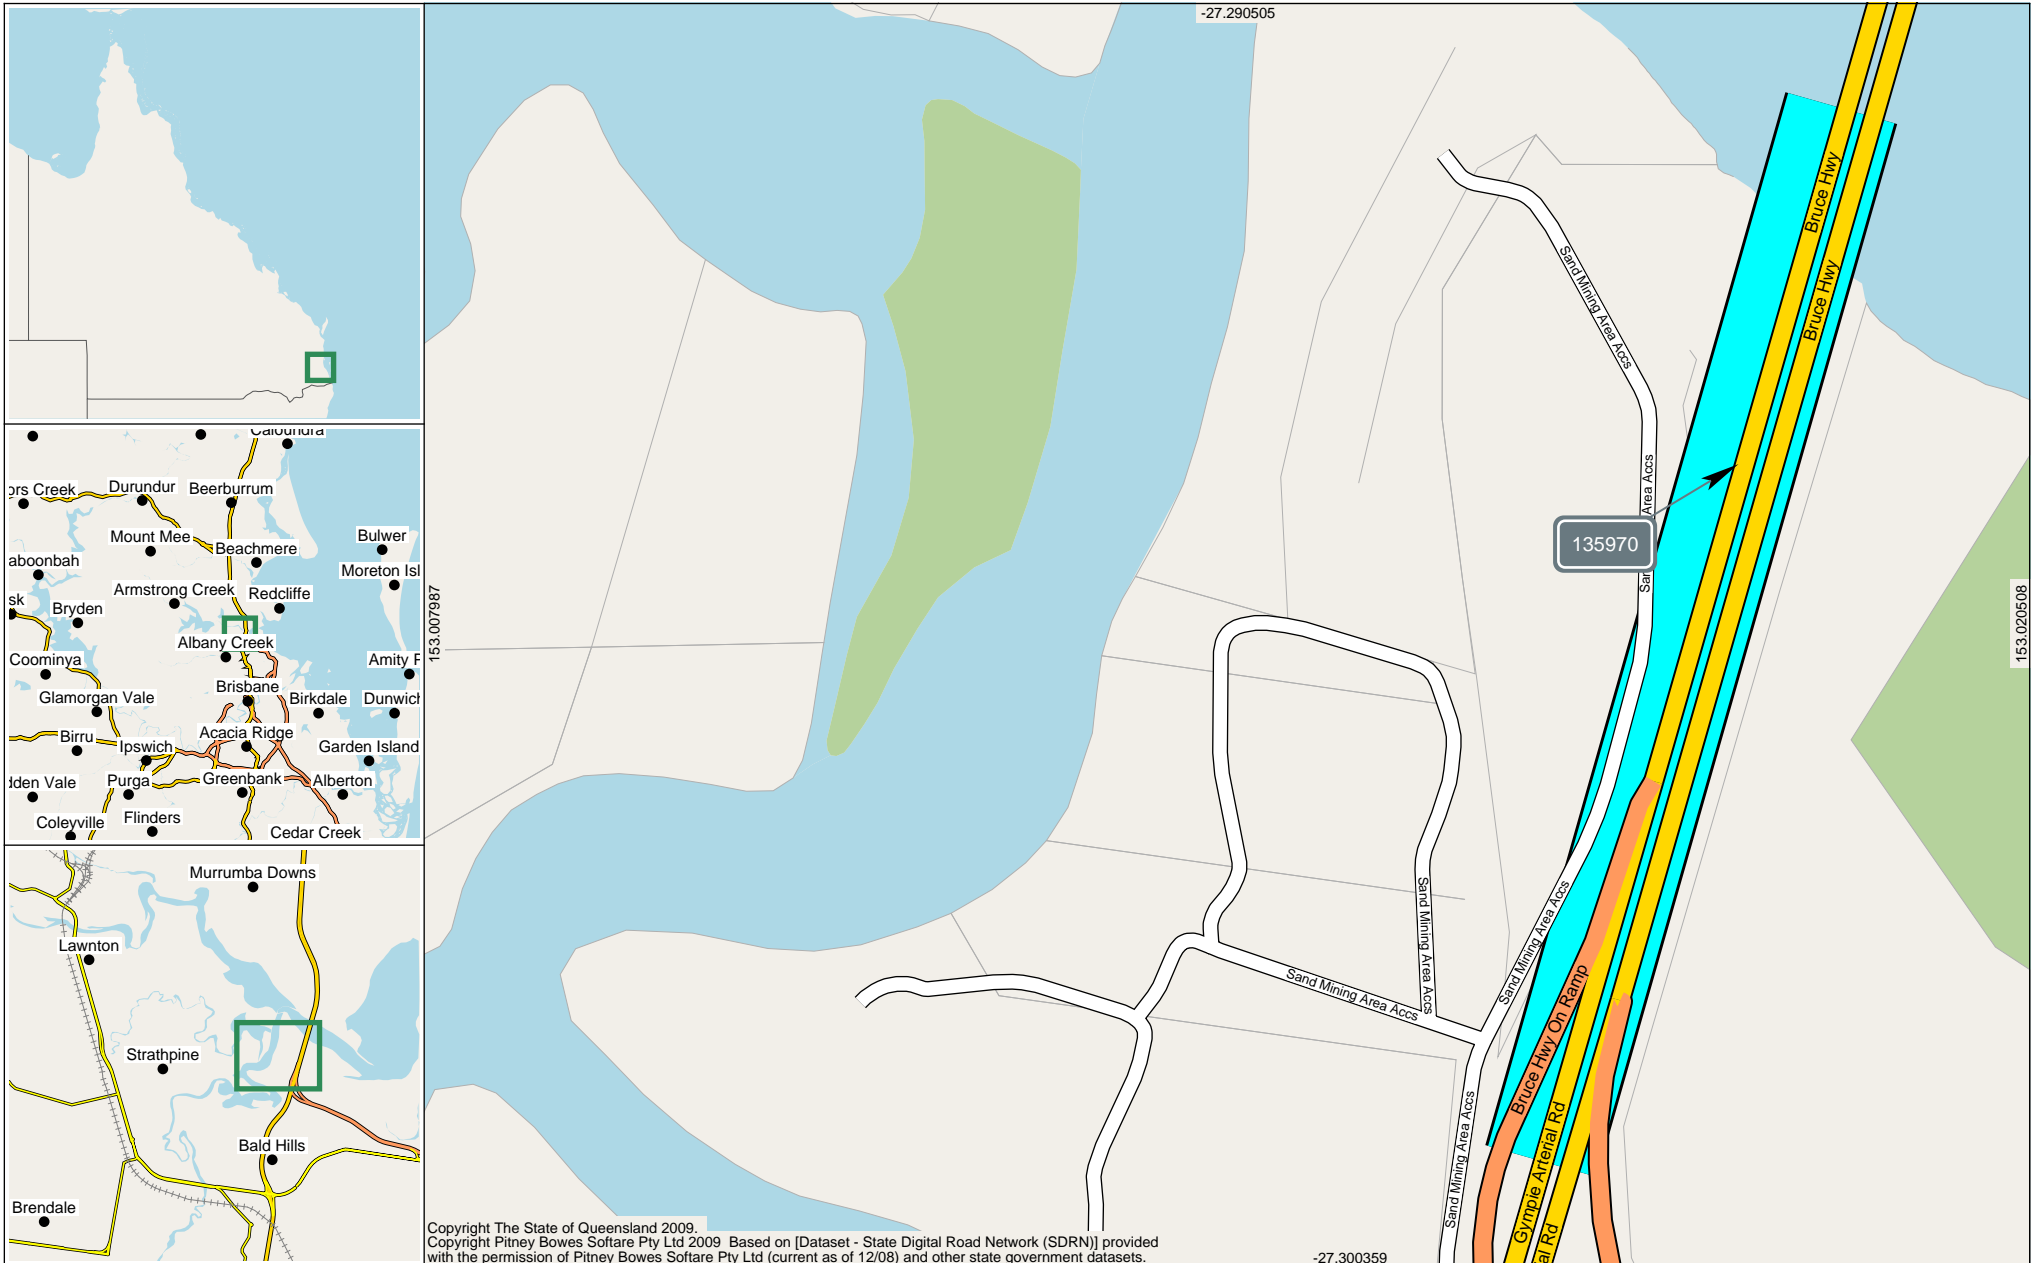 -27.290505
Bruce Hwy
Bruce Hwy
Sand Mining Area Accs
Area Accs
135970
153.007987
153.020508
Sand Mining Area Accs
Sand Mining Area Accs
Sand Mining Area Accs
Bruce Hwy On Ramp
Sand Mining Area Accs
Gympie Arterial Rd
al Rd
-27.300359
Caloundra
ors Creek
Durundur
Beerburrum
Mount Mee
Beachmere
Bulwer
aboonbah
Moreton Isl
Armstrong Creek
Redcliffe
sk
Bryden
Albany Creek
Coominya
Amity P
Glamorgan Vale
Brisbane
Birkdale
Dunwich
Birru
Ipswich
Acacia Ridge
Garden Island
dden Vale
Purga
Greenbank
Alberton
Coleyville
Flinders
Cedar Creek
Murrumba Downs
Lawnton
Strathpine
Bald Hills
Brendale
Copyright The State of Queensland 2009.
Copyright Pitney Bowes Softare Pty Ltd 2009 Based on [Dataset - State Digital Road Network (SDRN)] provided
with the permission of Pitney Bowes Softare Pty Ltd (current as of 12/08) and other state government datasets.